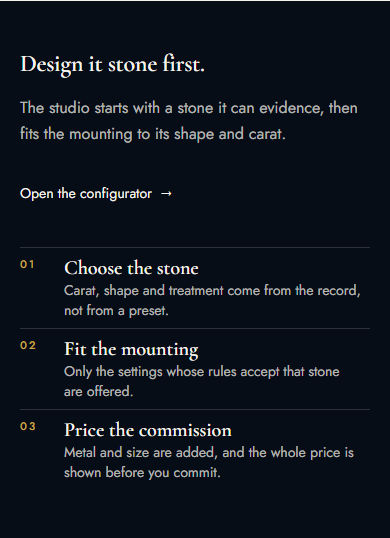 Design it stone first.
The studio starts with a stone it can evidence, then
fits the mounting to its shape and carat.
Open the configurator →
01
Choose the stone
Carat, shape and treatment come from the record,
not from a preset.
02
Fit the mounting
Only the settings whose rules accept that stone
are offered.
03
Price the commission
Metal and size are added, and the whole price is
shown before you commit.